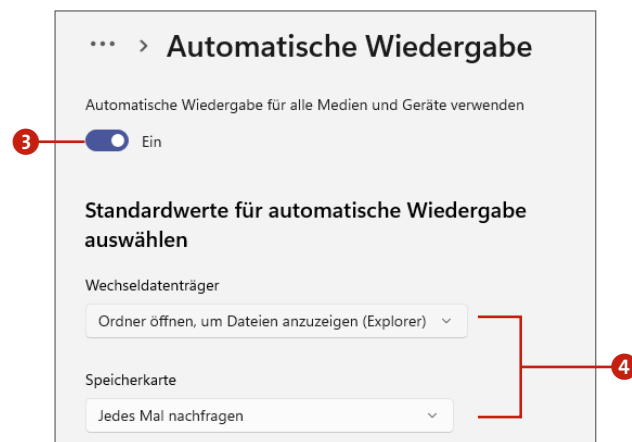 ... > Automatische Wiedergabe
Automatische Wiedergabe für alle Medien und Geräte verwenden
3
Ein
Standardwerte für automatische Wiedergabe
auswählen
Wechseldatenträger
Ordner öffnen, um Dateien anzuzeigen (Explorer)
4
Speicherkarte
Jedes Mal nachfragen